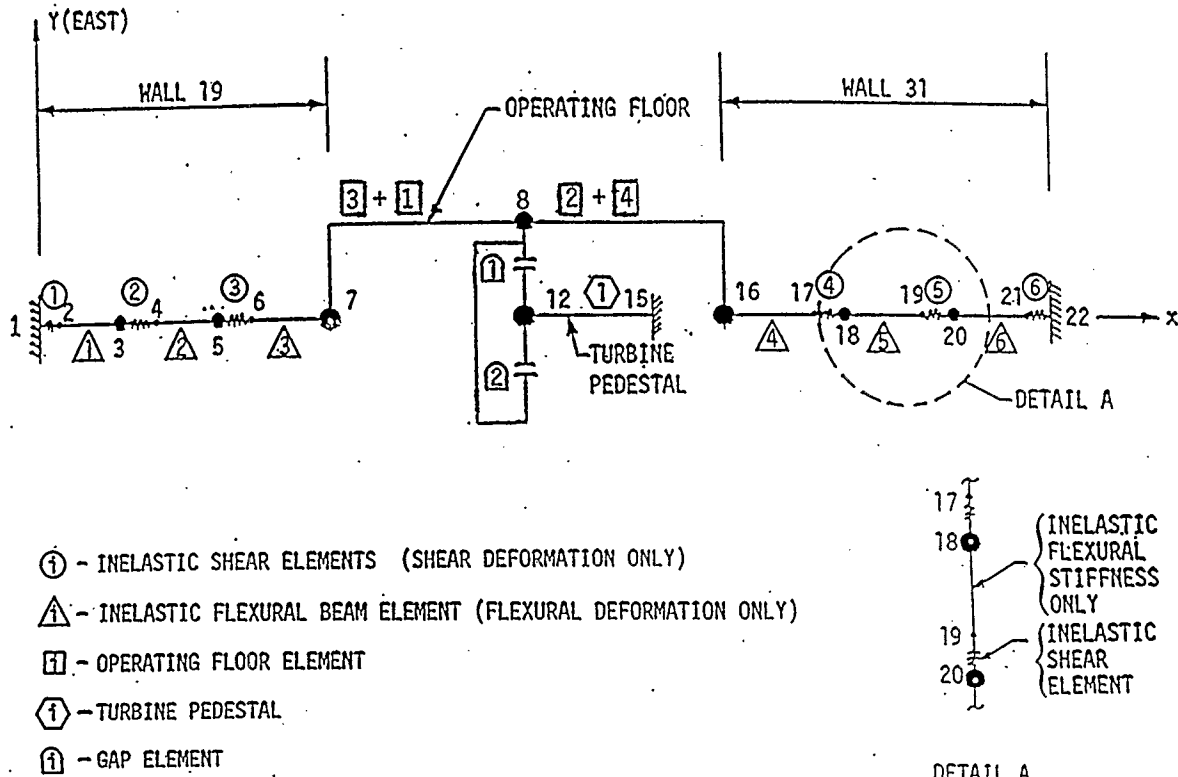 Y(EAST)
WALL 19
WALL 31
OPERATING FLOOR
3 + 1
8
2 + 4
1
1
2
2
4
3
6
7
1
3
2
5
3
1
12
1
15
2
TURBINE
PEDESTAL
16
17
4
18
19
5
20
21
6
22
x
4
5
6
DETAIL A
i - INELASTIC SHEAR ELEMENTS (SHEAR DEFORMATION ONLY)
i - INELASTIC FLEXURAL BEAM ELEMENT (FLEXURAL DEFORMATION ONLY)
i - OPERATING FLOOR ELEMENT
i - TURBINE PEDESTAL
i - GAP ELEMENT
17
18
INELASTIC
FLEXURAL
STIFFNESS
ONLY
19
20
INELASTIC
SHEAR
ELEMENT
DETAIL A